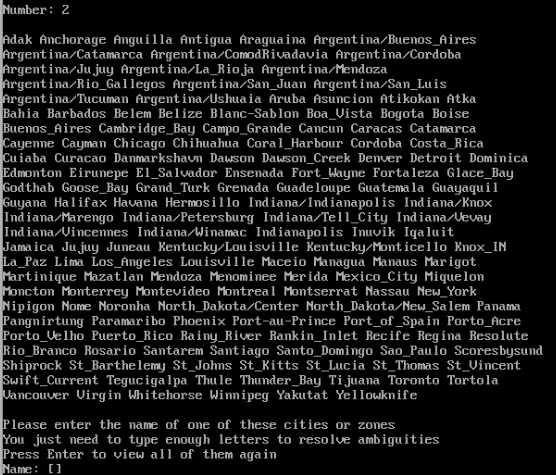 Number: 2
Adak Anchorage Anguilla Antigua Araguaina Argentina/Buenos_Aires
Argentina/Catamarca Argentina/ComodRivadavia Argentina/Cordoba
Argentina/Jujuy Argentina/La_Rioja Argentina/Mendoza
Argentina/Rio_Gallegos Argentina/San_Juan Argentina/San_Luis
Argentina/Tucuman Argentina/Ushuaia Aruba Asuncion Atikokan Atka
Bahia Barbados Belem Belize Blanc-Sablon Boa_Vista Bogota Boise
Buenos_Aires Cambridge_Bay Campo_Grande Cancun Caracas Catamarca
Cayenne Cayman Chicago Chihuahua Coral_Harbour Cordoba Costa_Rica
Cuiaba Curacao Danmarkshavn Dawson Dawson_Creek Denver Detroit Dominica
Edmonton Eirunepe El_Salvador Ensenada Fort_Wayne Fortaleza Glace_Bay
Godthab Goose_Bay Grand_Turk Grenada Guadeloupe Guatemala Guayaquil
Guyana Halifax Havana Hermosillo Indiana/Indianapolis Indiana/Knox
Indiana/Marengo Indiana/Petersburg Indiana/Tell_City Indiana/Vevay
Indiana/Vincennes Indiana/Winamac Indianapolis Inuvik Iqaluit
Jamaica Jujuy Juneau Kentucky/Louisville Kentucky/Monticello Knox_IN
La_Paz Lima Los_Angeles Louisville Maceio Managua Manaus Marigot
Martinique Mazatlan Mendoza Menominee Merida Mexico_City Miquelon
Moncton Monterrey Montevideo Montreal Montserrat Nassau New_York
Nipigon Nome Noronha North_Dakota/Center North_Dakota/New_Salem Panama
Pangnirtung Paramaribo Phoenix Port-au-Prince Port_of_Spain Porto_Acre
Porto_Velho Puerto_Rico Rainy_River Rankin_Inlet Recife Regina Resolute
Rio_Branco Rosario Santarem Santiago Santo_Domingo Sao_Paulo Scoresbysund
Shiprock St_Barthelemy St_Johns St_Kitts St_Lucia St_Thomas St_Vincent
Swift_Current Tegucigalpa Thule Thunder_Bay Tijuana Toronto Tortola
Vancouver Virgin Whitehorse Winnipeg Yakutat Yellowknife
Please enter the name of one of these cities or zones
You just need to type enough letters to resolve ambiguities
Press Enter to view all of them again
Name: []